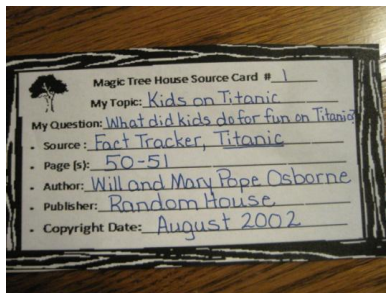 Magic Tree House Source Card # 1
My Topic: Kids on Titanic
My Question: What did kids do for fun on Titanic?
• Source: Fact Tracker, Titanic
• Page (s): 50-51
• Author: Will and Mary Pope Osborne
• Publisher: Random House
• Copyright Date: August 2002